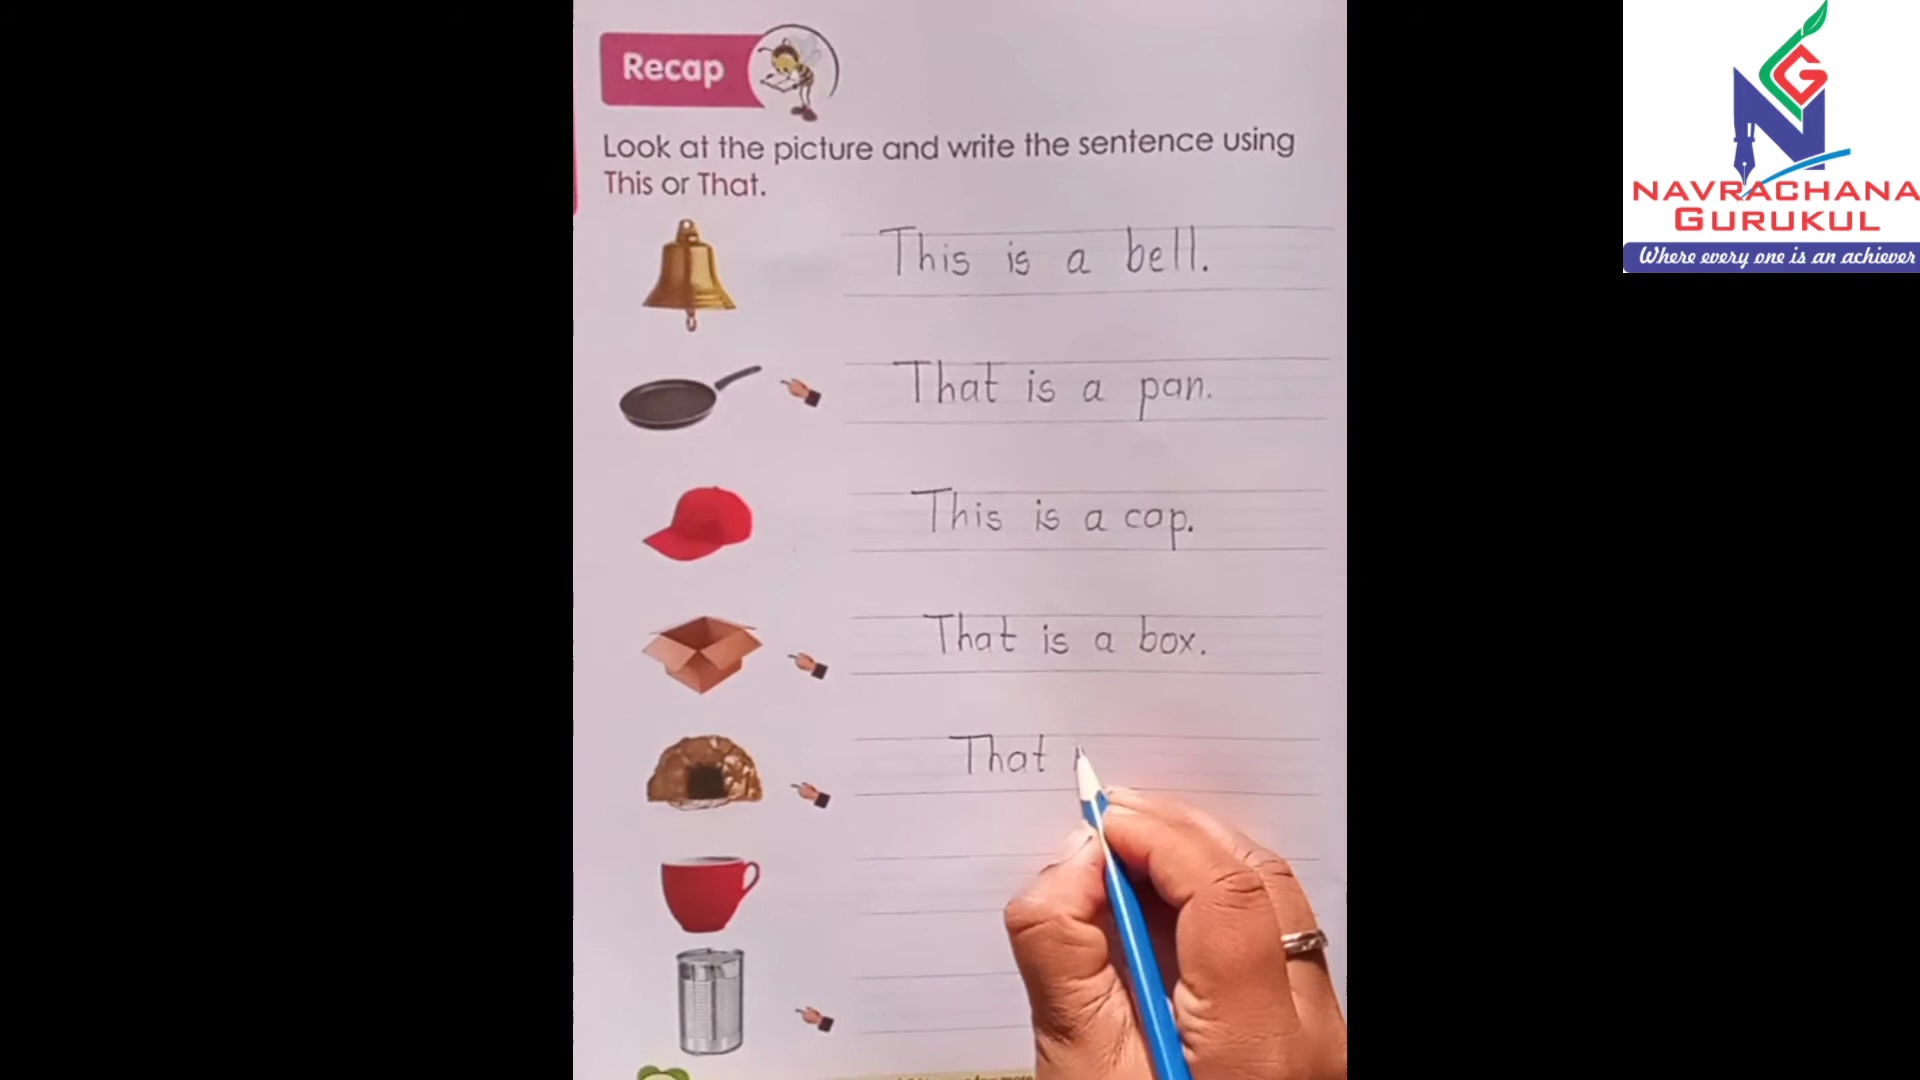 Recap
Look at the picture and write the sentence using
This or That.
This is a bell.
That is a pan.
This is a cap.
That is a box.
That
NG
NAVRACHANA
GURUKUL
Where every one is an achiever